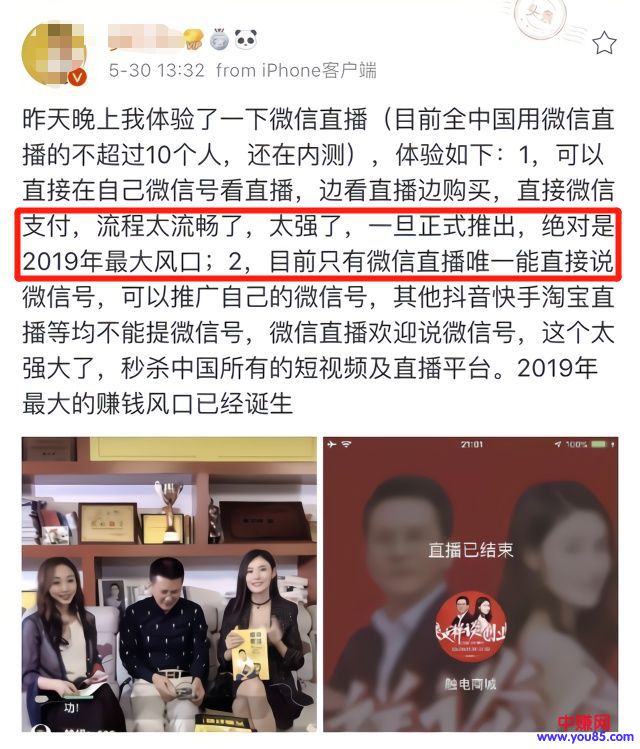 头条
VIP
5-30 13:32 from iPhone客户端
昨天晚上我体验了一下微信直播（目前全中国用微信直
播的不超过10个人，还在内测），体验如下：1，可以
直接在自己微信号看直播，边看直播边购买，直接微信
支付，流程太流畅了，太强了，一旦正式推出，绝对是
2019年最大风口；2，目前只有微信直播唯一能直接说
微信号，可以推广自己的微信号，其他抖音快手淘宝直
播等均不能提微信号，微信直播欢迎说微信号，这个太
强大了，秒杀中国所有的短视频及直播平台。2019年
最大的赚钱风口已经诞生
21:01
100%
直播已结束
触电商城
功！
中赚网
www.you85.com